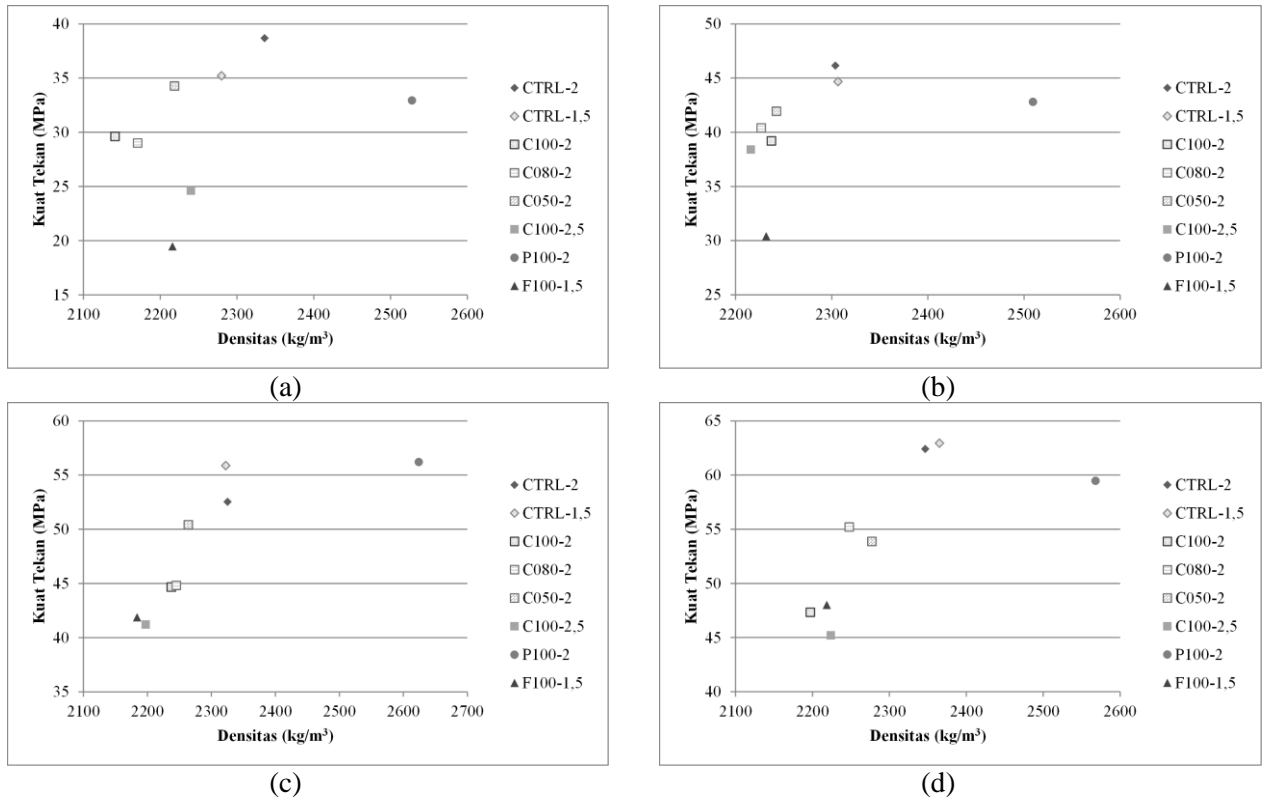 40
35
30
25
20
15
2100 2200 2300 2400 2500 2600
Kuat Tekan (MPa)
Densitas (kg/m³)
CTRL-2
CTRL-1,5
C100-2
C080-2
C050-2
C100-2,5
P100-2
F100-1,5
(a)
50
45
40
35
30
25
2200 2300 2400 2500 2600
Kuat Tekan (MPa)
Densitas (kg/m³)
CTRL-2
CTRL-1,5
C100-2
C080-2
C050-2
C100-2,5
P100-2
F100-1,5
(b)
60
55
50
45
40
35
2100 2200 2300 2400 2500 2600 2700
Kuat Tekan (MPa)
Densitas (kg/m³)
CTRL-2
CTRL-1,5
C100-2
C080-2
C050-2
C100-2,5
P100-2
F100-1,5
(c)
65
60
55
50
45
40
2100 2200 2300 2400 2500 2600
Kuat Tekan (MPa)
Densitas (kg/m³)
CTRL-2
CTRL-1,5
C100-2
C080-2
C050-2
C100-2,5
P100-2
F100-1,5
(d)